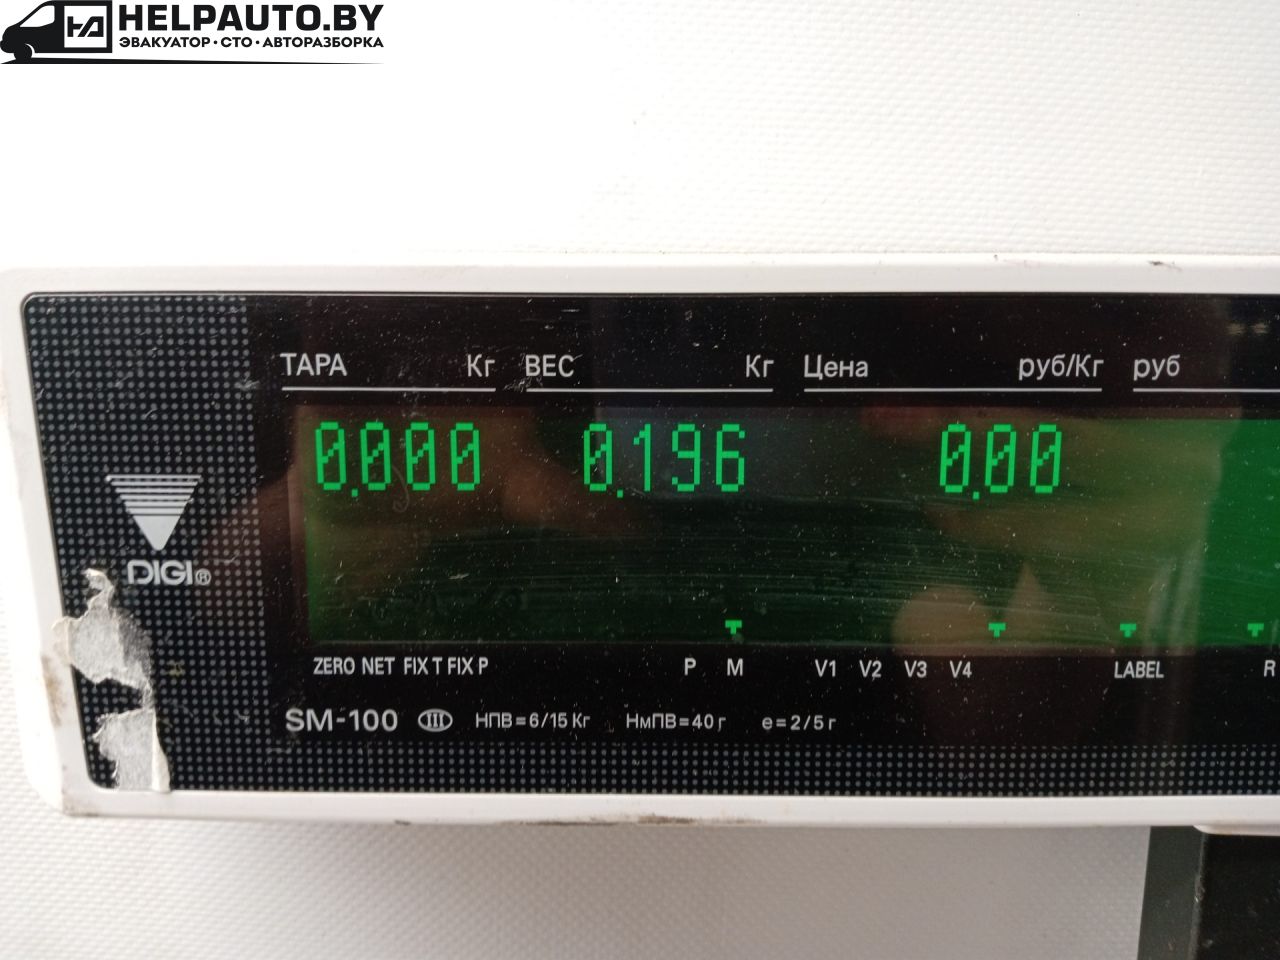 HELPAUTO.BY
ЭВАКУАТОР • СТО • АВТОРАЗБОРКА
ТАРА Кг ВЕС Кг Цена руб/Кг руб
0.000 0.196 0.00
DIGI®
ZERO NET FIX T FIX P P M V1 V2 V3 V4 LABEL R
SM-100 III НПВ=6/15 Кг НмПВ=40 г e=2/5 г